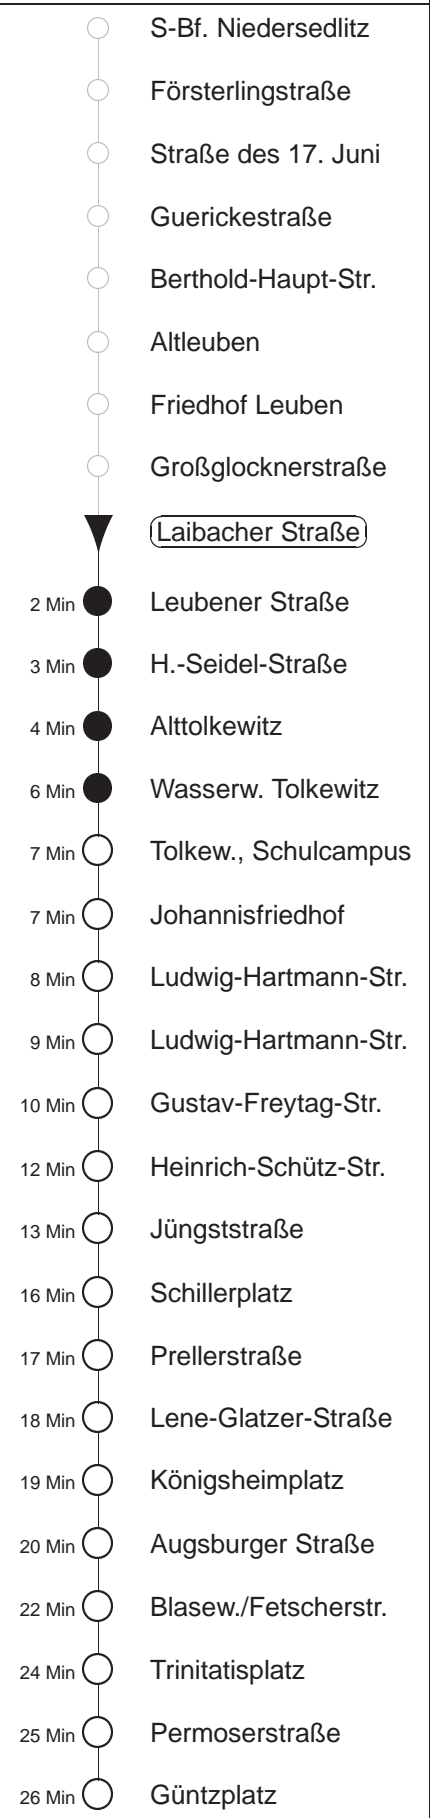 S-Bf. Niedersedlitz
Försterlingstraße
Straße des 17. Juni
Guerickestraße
Berthold-Haupt-Str.
Altleuben
Friedhof Leuben
Großglocknerstraße
Laibacher Straße
2 Min Leubener Straße
3 Min H.-Seidel-Straße
4 Min Alttolkewitz
6 Min Wasserw. Tolkewitz
7 Min Tolkew., Schulcampus
7 Min Johannisfriedhof
8 Min Ludwig-Hartmann-Str.
9 Min Ludwig-Hartmann-Str.
10 Min Gustav-Freytag-Str.
12 Min Heinrich-Schütz-Str.
13 Min Jüngststraße
16 Min Schillerplatz
17 Min Prellerstraße
18 Min Lene-Glatzer-Straße
19 Min Königsheimplatz
20 Min Augsburger Straße
22 Min Blasew./Fetscherstr.
24 Min Trinitatisplatz
25 Min Permoserstraße
26 Min Güntzplatz